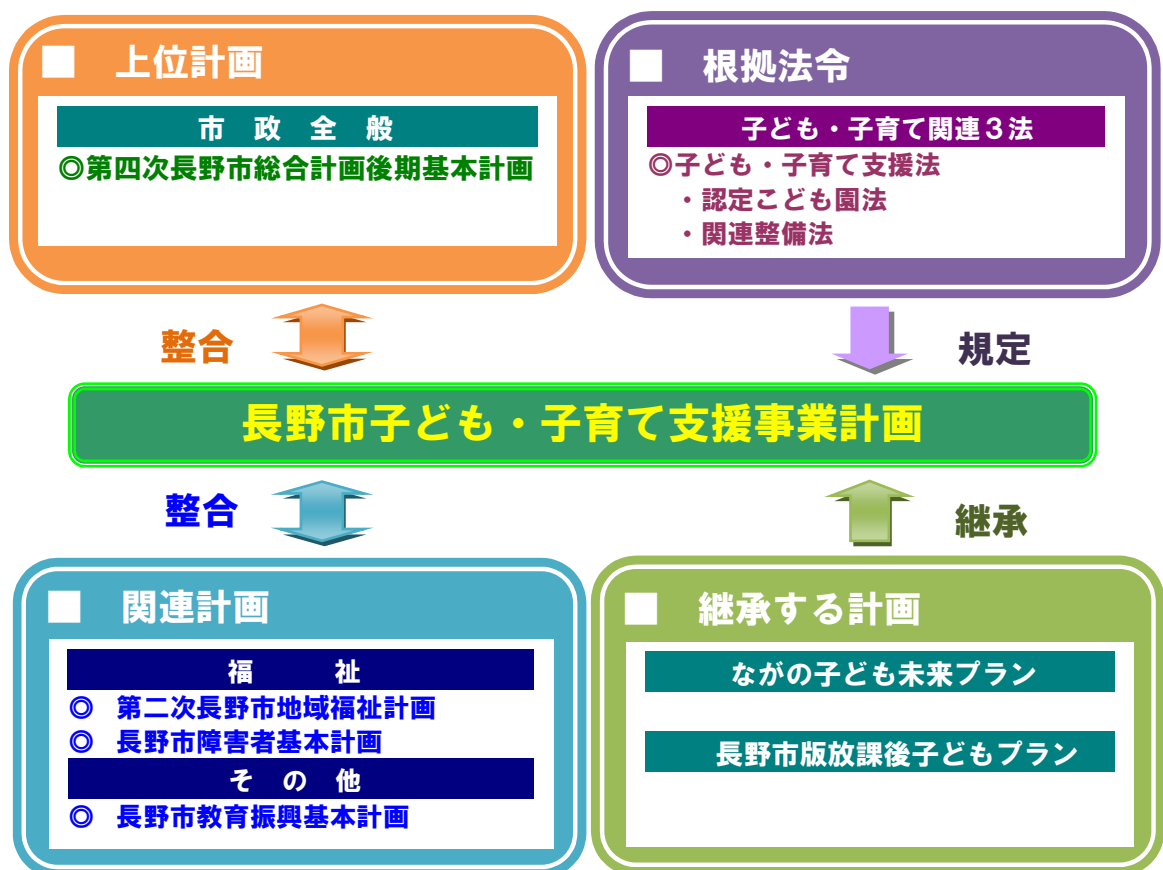 ■ 上位計画
市 政 全 般
◎第四次長野市総合計画後期基本計画
■ 根拠法令
子ども・子育て関連３法
◎子ども・子育て支援法
・認定こども園法
・関連整備法
整合
規定
長野市子ども・子育て支援事業計画
整合
継承
■ 関連計画
福 祉
◎ 第二次長野市地域福祉計画
◎ 長野市障害者基本計画
そ の 他
◎ 長野市教育振興基本計画
■ 継承する計画
ながの子ども未来プラン
長野市版放課後子どもプラン